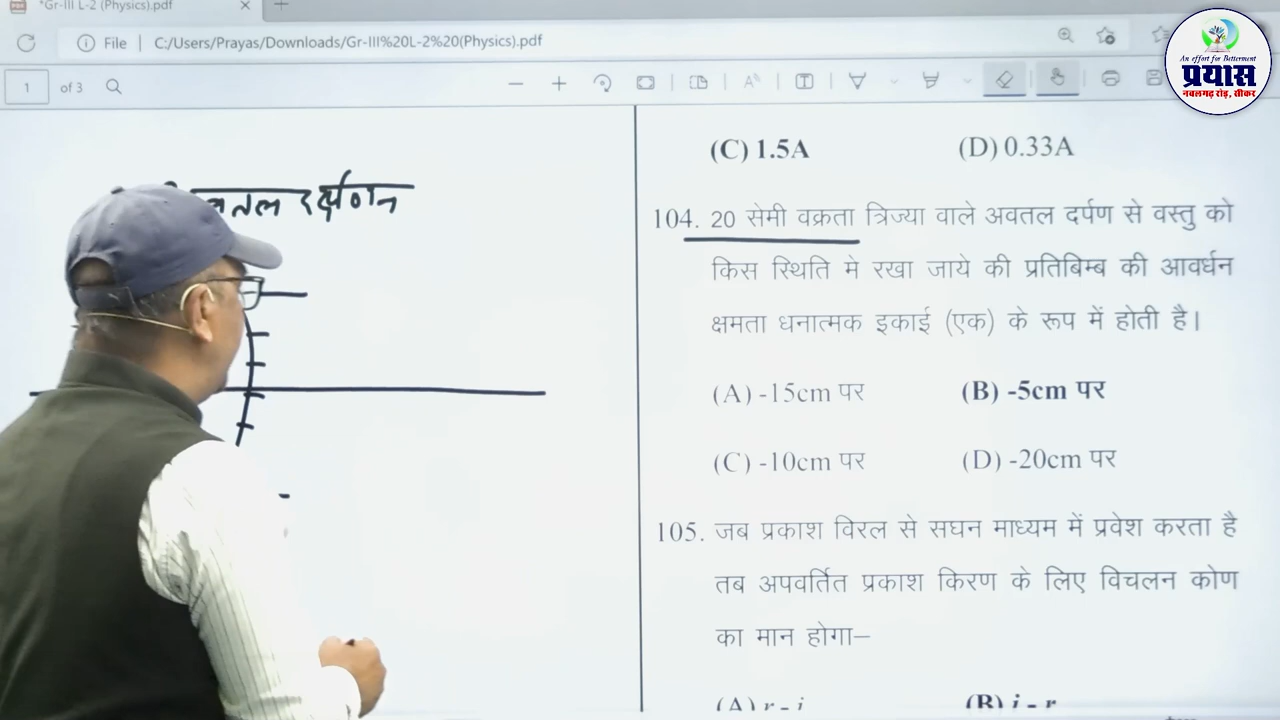 *Gr-III L-2 (Physics).pdf
File | C:/Users/Prayas/Downloads/Gr-III%20L-2%20(Physics).pdf
1 of 3
An effort for Betterment
प्रयास
नवलगढ़ रोड़, सीकर
दर्पण
(C) 1.5A (D) 0.33A
104. 20 सेमी वक्रता त्रिज्या वाले अवतल दर्पण से वस्तु को
किस स्थिति मे रखा जाये की प्रतिबिम्ब की आवर्धन
क्षमता धनात्मक इकाई (एक) के रूप में होती है।
(A) -15cm पर (B) -5cm पर
(C) -10cm पर (D) -20cm पर
105. जब प्रकाश विरल से सघन माध्यम में प्रवेश करता है
तब अपवर्तित प्रकाश किरण के लिए विचलन कोण
का मान होगा–
(A) r - i (B) i - r